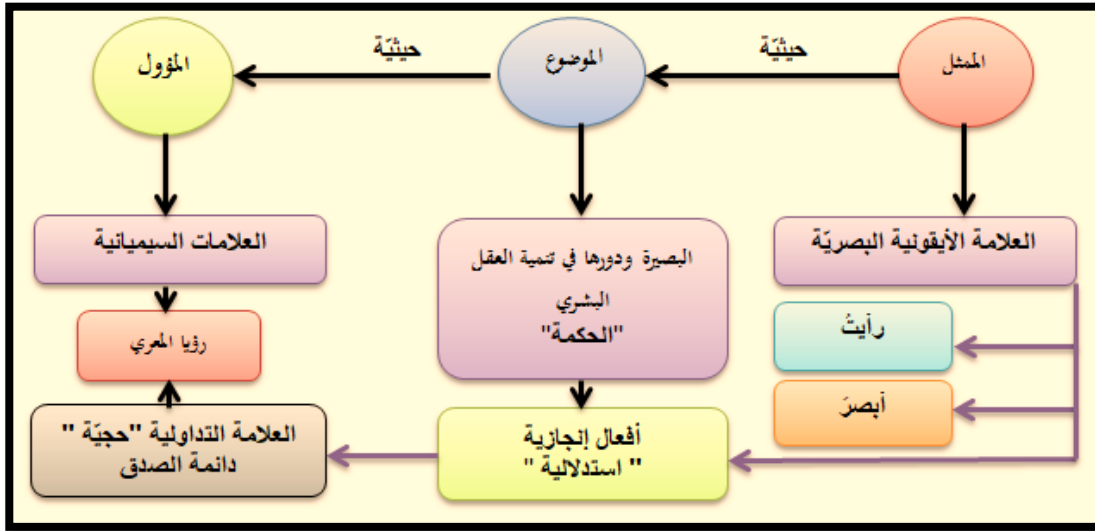 الممثل
حيثيّة
الموضوع
حيثيّة
المؤول
العلامة الأيقونية البصريّة
البصيرة ودورها في تنمية العقل
البشري
"الحكمة"
العلامات السيميائية
رأيتُ
أبصرَ
رؤيا المعري
أفعال إنجازية
" استدلالية "
العلامة التداولية "حجيّة "
دائمة الصدق